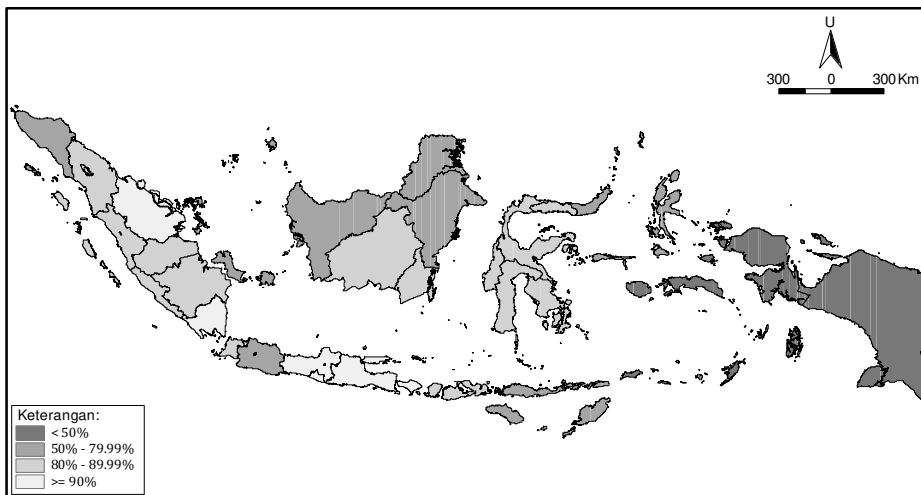 U
300 0 300 Km
Keterangan:
< 50%
50% - 79.99%
80% - 89.99%
>= 90%